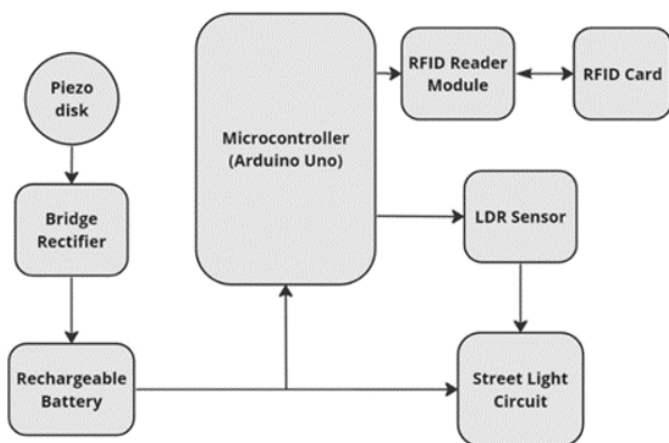 Piezo
disk
Bridge
Rectifier
Rechargeable
Battery
Microcontroller
(Arduino Uno)
RFID Reader
Module
RFID Card
LDR Sensor
Street Light
Circuit